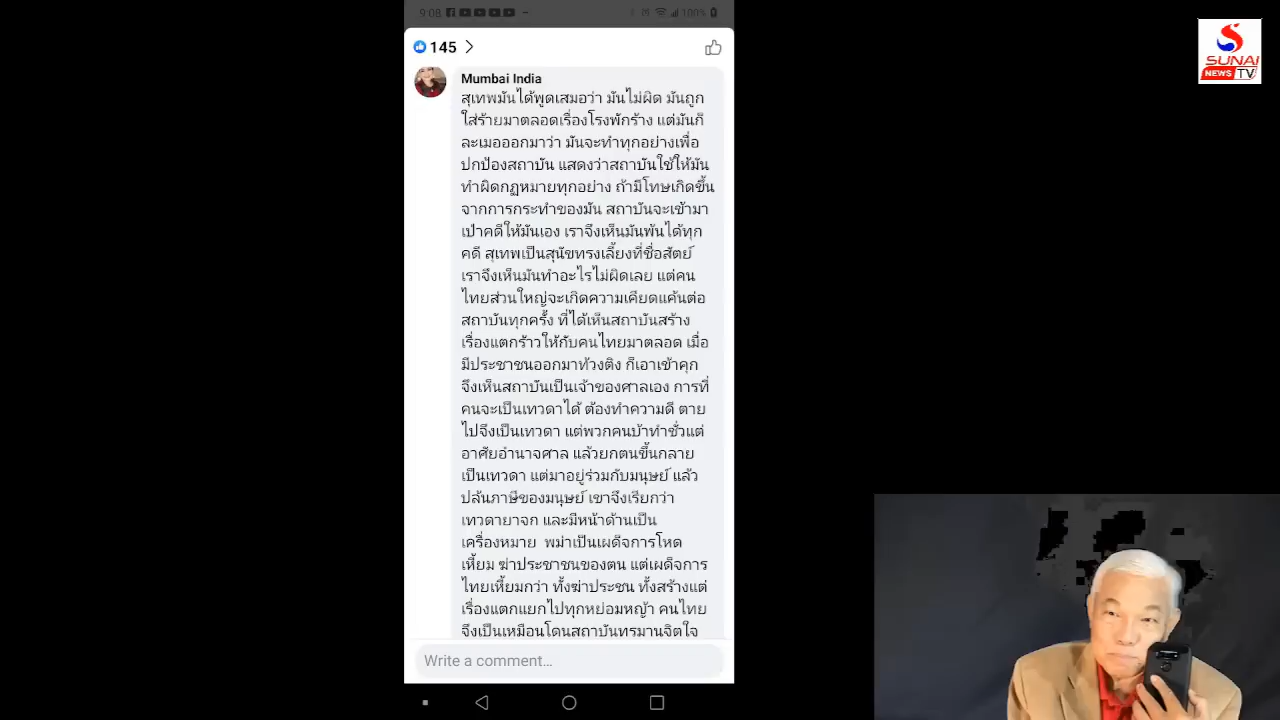 9:08
100%
145
Mumbai India
สุเทพมันได้พูดเสมอว่า มันไม่ผิด มันถูก
ใส่ร้ายมาตลอดเรื่องโรงพักร้าง แต่มันก็
ละเมอออกมาว่า มันจะทำทุกอย่างเพื่อ
ปกป้องสถาบัน แสดงว่าสถาบันใช้ให้มัน
ทำผิดกฏหมายทุกอย่าง ถ้ามีโทษเกิดขึ้น
จากการกระทำของมัน สถาบันจะเข้ามา
เป่าคดีให้มันเอง เราจึงเห็นมันพ้นได้ทุก
คดี สุเทพเป็นสุนัขทรงเลี้ยงที่ซื่อสัตย์
เราจึงเห็นมันทำอะไรไม่ผิดเลย แต่คน
ไทยส่วนใหญ่จะเกิดความเคียดแค้นต่อ
สถาบันทุกครั้ง ที่ได้เห็นสถาบันสร้าง
เรื่องแตกร้าวให้กับคนไทยมาตลอด เมื่อ
มีประชาชนออกมาท้วงติง ก็เอาเข้าคุก
จึงเห็นสถาบันเป็นเจ้าของศาลเอง การที่
คนจะเป็นเทวดาได้ ต้องทำความดี ตาย
ไปจึงเป็นเทวดา แต่พวกคนบ้าทำชั่วแต่
อาศัยอำนาจศาล แล้วยกตนขึ้นกลาย
เป็นเทวดา แต่มาอยู่ร่วมกับมนุษย์ แล้ว
ปล้นภาษีของมนุษย์ เขาจึงเรียกว่า
เทวดายาจก และมีหน้าด้านเป็น
เครื่องหมาย พม่าเป็นเผด็จการโหด
เหี้ยม ฆ่าประชาชนของตน แต่เผด็จการ
ไทยเหี้ยมกว่า ทั้งฆ่าประชน ทั้งสร้างแต่
เรื่องแตกแยกไปทุกหย่อมหญ้า คนไทย
จึงเป็นเหมือนโดนสถาบันทรมานจิตใจ
Write a comment...
SUNAI
NEWS TV